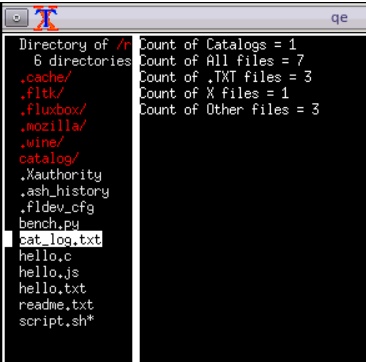 qe
Directory of /r
6 directories
.cache/
.fltk/
.fluxbox/
.mozilla/
.wine/
catalog/
.Xauthority
.ash_history
.fldev_cfg
bench.py
cat_log.txt
hello.c
hello.js
hello.txt
readme.txt
script.sh*
Count of Catalogs = 1
Count of All files = 7
Count of .TXT files = 3
Count of X files = 1
Count of Other files = 3